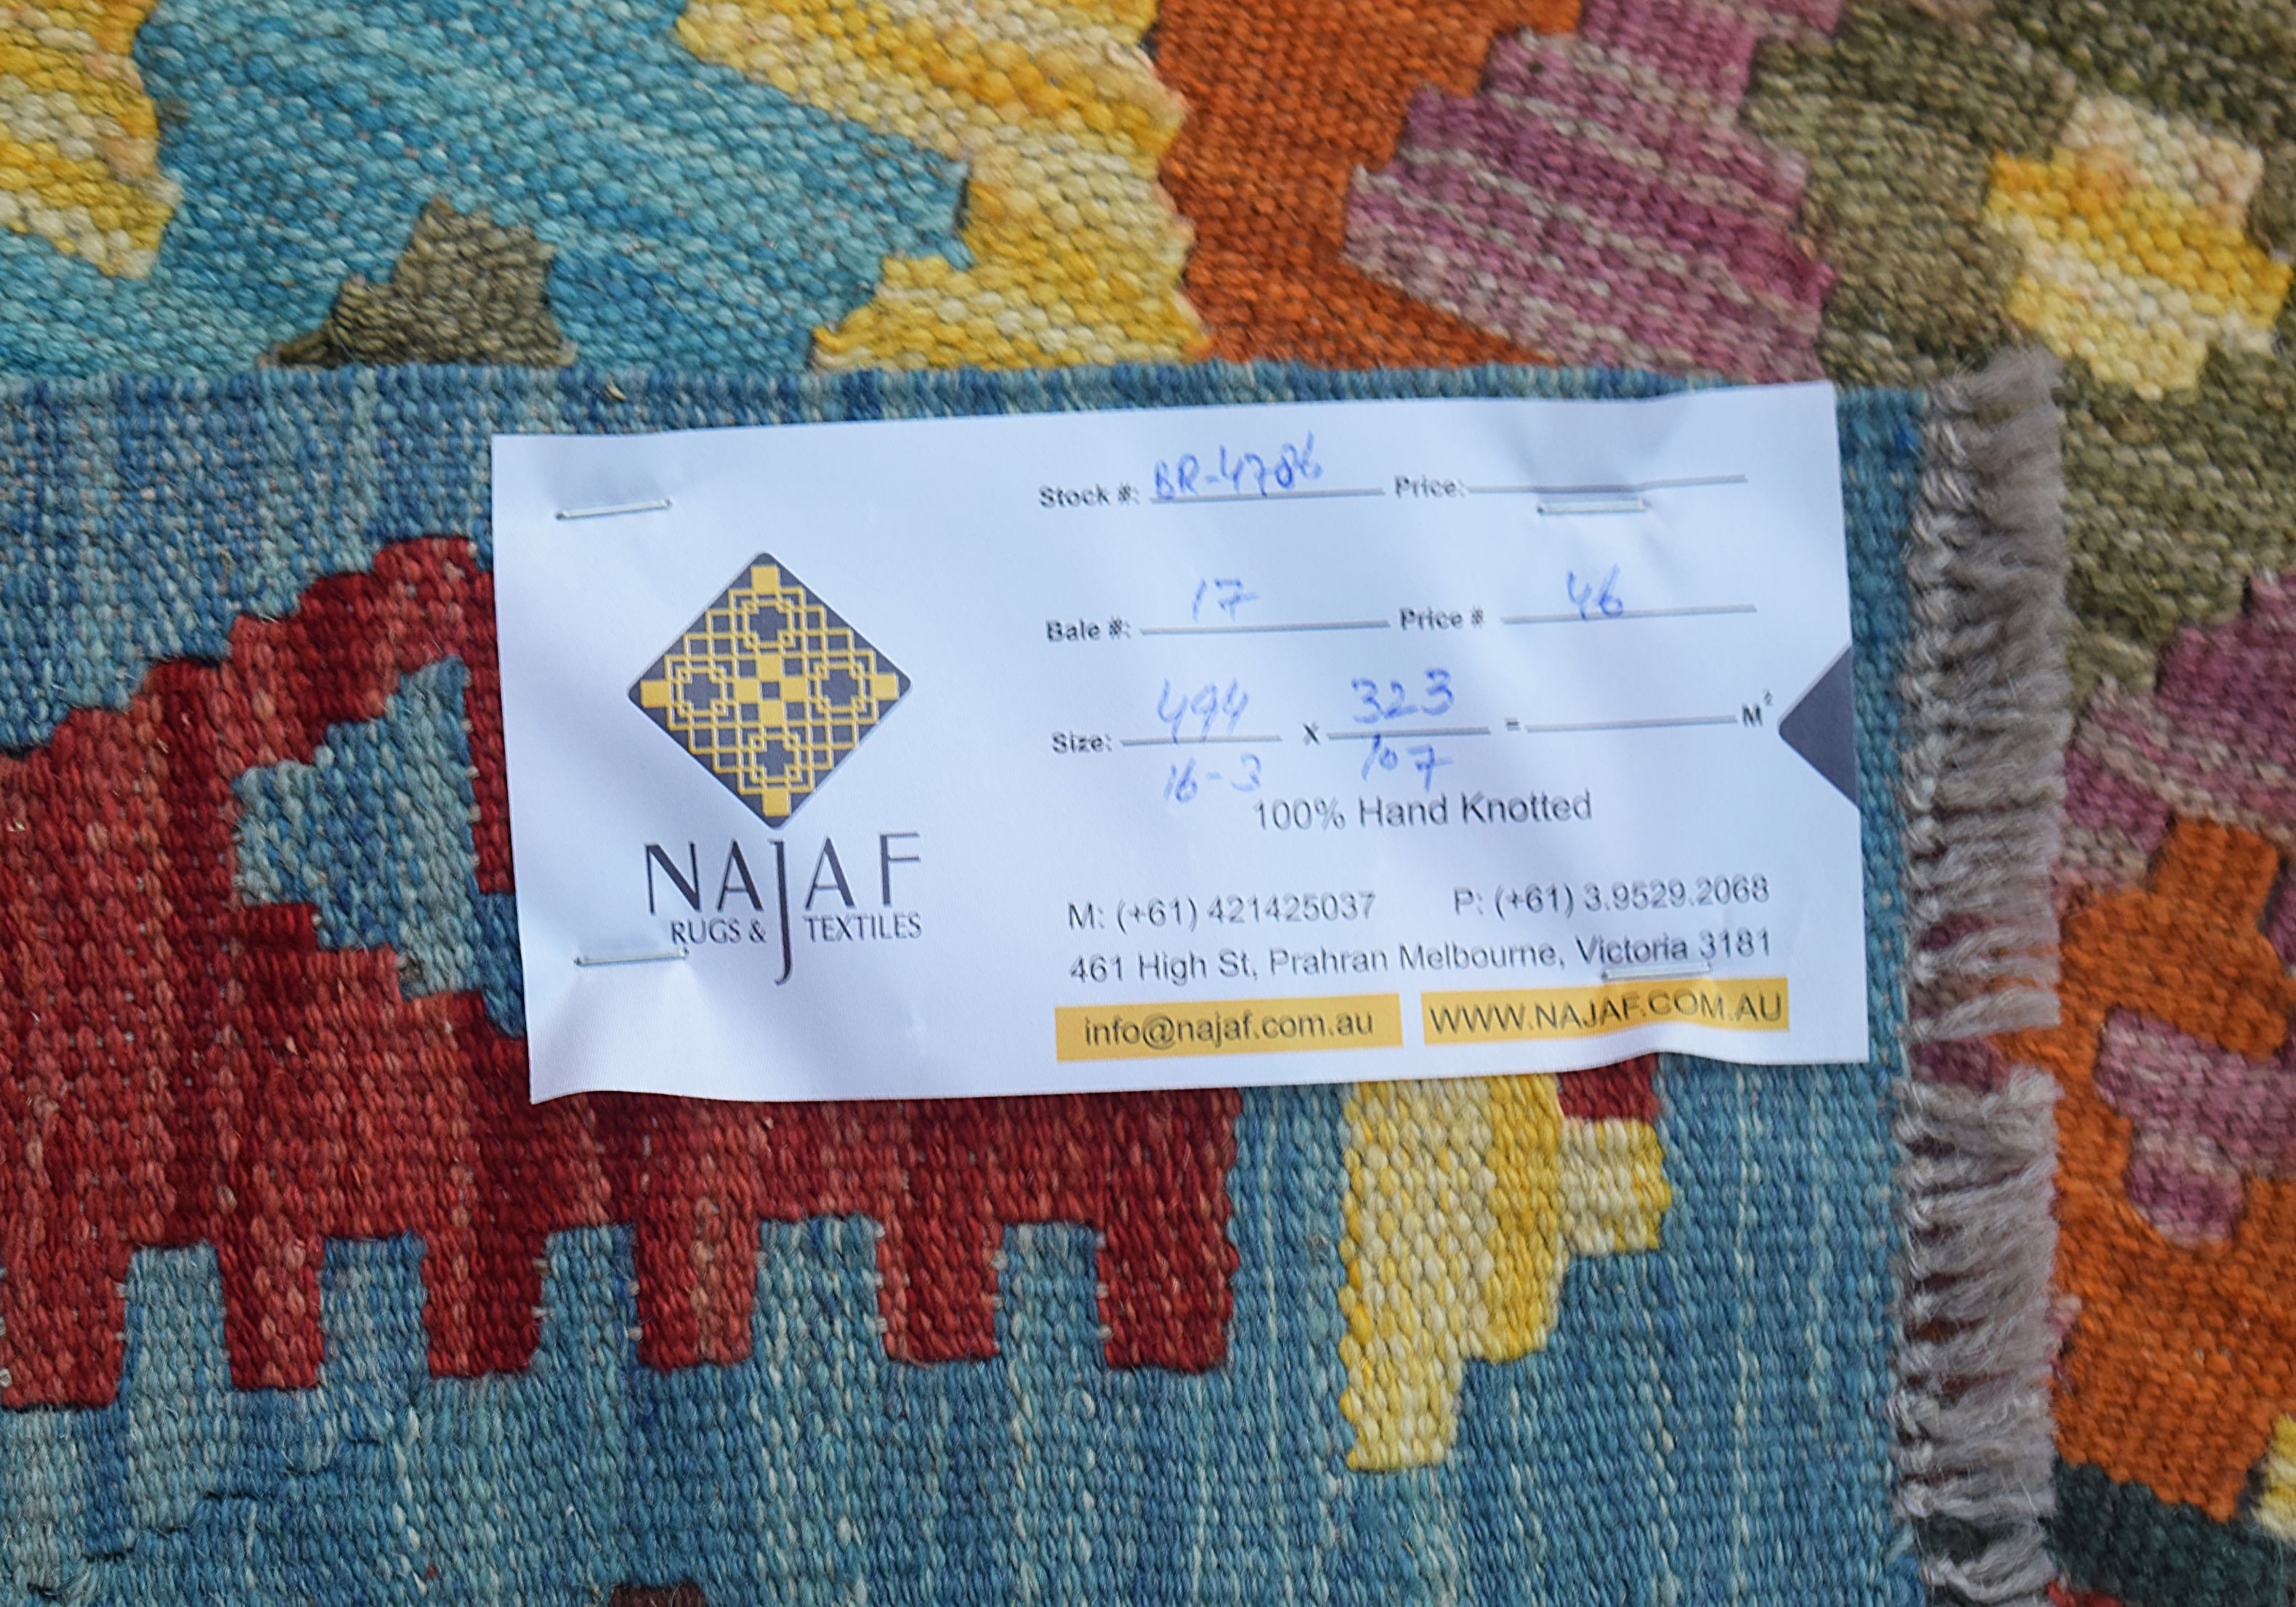 Stock #: BR-4786 Price:
Bale #: 17 Price # 46
Size: 494 x 323 = M²
16-3 107
100% Hand Knotted
NAJAF
RUGS & TEXTILES
M: (+61) 421425037 P: (+61) 3.9529.2068
461 High St, Prahran Melbourne, Victoria 3181
info@najaf.com.au WWW.NAJAF.COM.AU